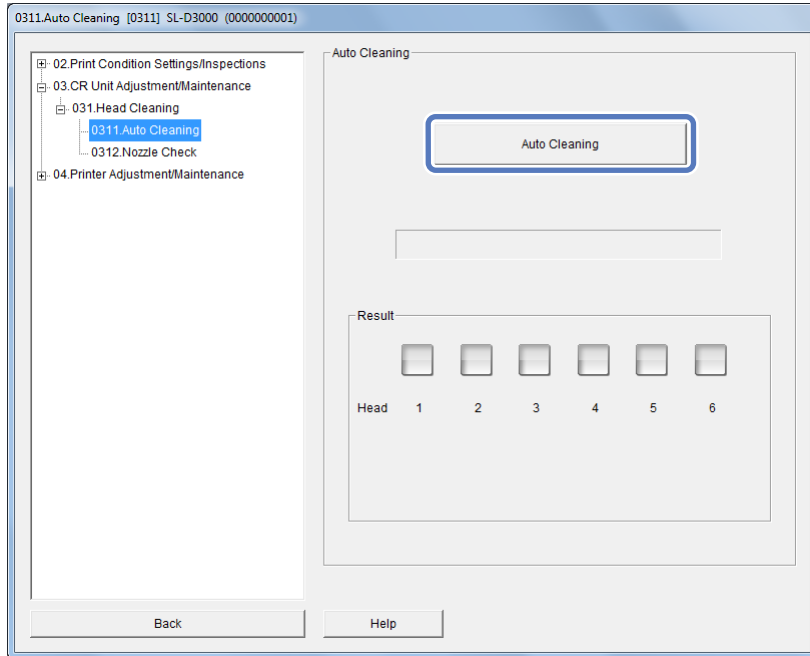 0311.Auto Cleaning [0311] SL-D3000 (0000000001)
02.Print Condition Settings/Inspections
03.CR Unit Adjustment/Maintenance
031.Head Cleaning
0311.Auto Cleaning
0312.Nozzle Check
04.Printer Adjustment/Maintenance
Auto Cleaning
Auto Cleaning
Result
Head 1 2 3 4 5 6
Back
Help